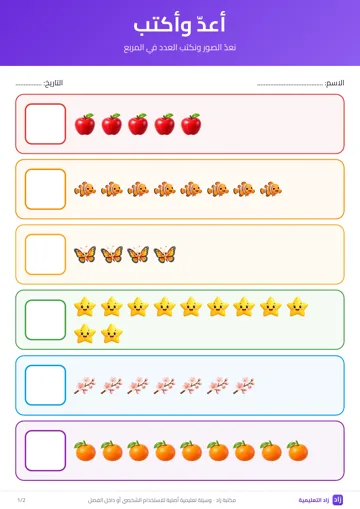 أعدّ وأكتب
نعدّ الصور ونكتب العدد في المربع
الاسم: ........................................ التاريخ: ................
زاد زاد التعليمية مكتبة زاد - وسيلة تعليمية أصلية للاستخدام الشخصي أو داخل الفصل 1/2